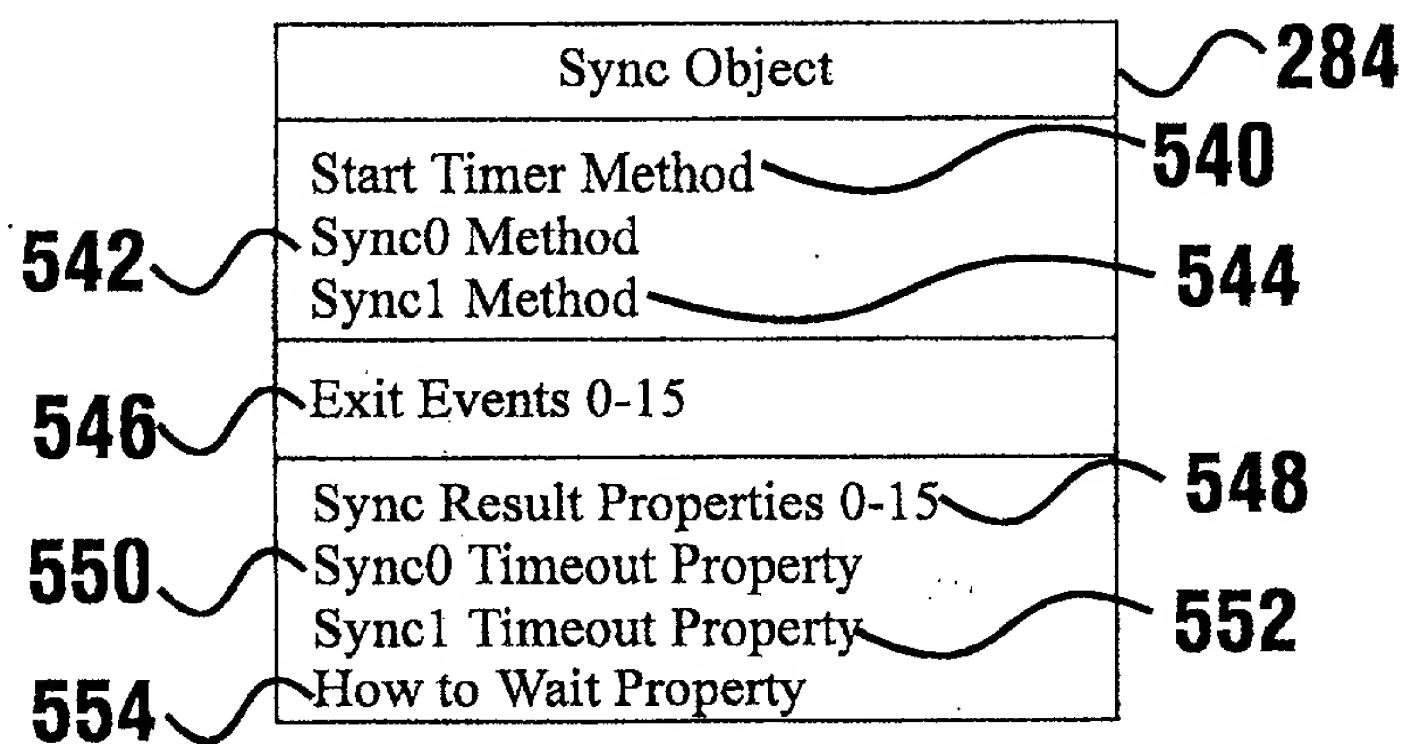 Sync Object 284
Start Timer Method 540
542 Sync0 Method
Sync1 Method 544
546 Exit Events 0-15
Sync Result Properties 0-15 548
550 Sync0 Timeout Property
Sync1 Timeout Property 552
554 How to Wait Property